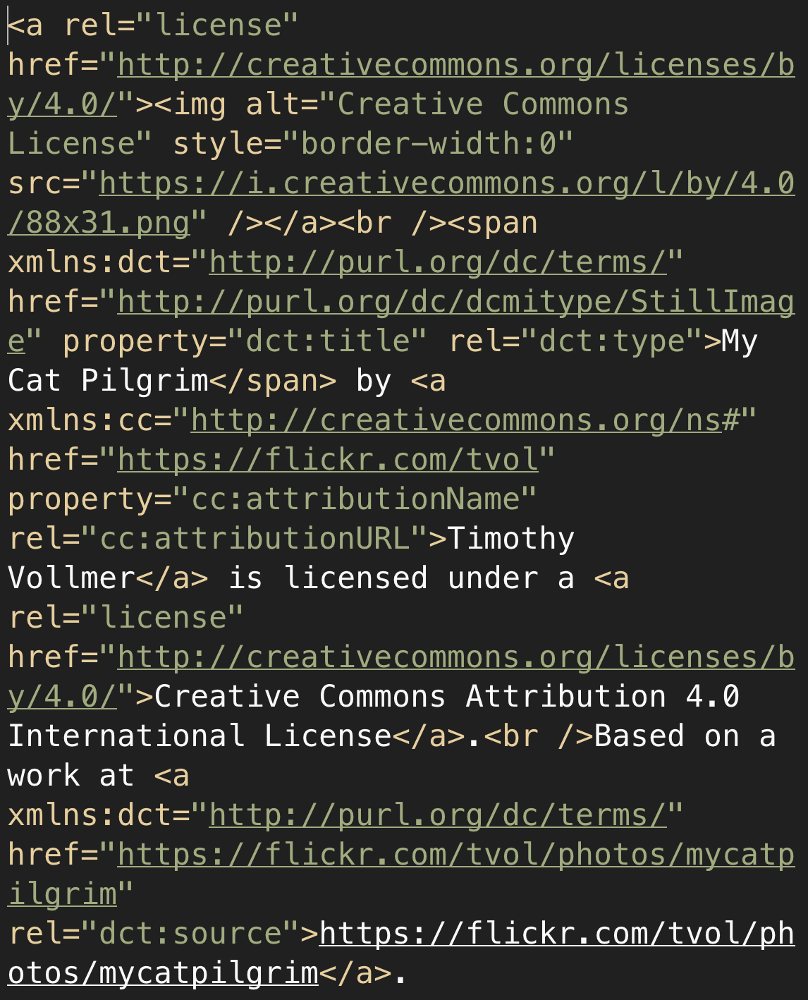 <a rel="license"
href="http://creativecommons.org/licenses/b
y/4.0/"><img alt="Creative Commons
License" style="border-width:0"
src="https://i.creativecommons.org/l/by/4.0
/88x31.png" /></a><br /><span
xmlns:dct="http://purl.org/dc/terms/"
href="http://purl.org/dc/dcmitype/StillImag
e" property="dct:title" rel="dct:type">My
Cat Pilgrim</span> by <a
xmlns:cc="http://creativecommons.org/ns#"
href="https://flickr.com/tvol"
property="cc:attributionName"
rel="cc:attributionURL">Timothy
Vollmer</a> is licensed under a <a
rel="license"
href="http://creativecommons.org/licenses/b
y/4.0/">Creative Commons Attribution 4.0
International License</a>.<br />Based on a
work at <a
xmlns:dct="http://purl.org/dc/terms/"
href="https://flickr.com/tvol/photos/mycatp
ilgrim"
rel="dct:source">https://flickr.com/tvol/ph
otos/mycatpilgrim</a>.